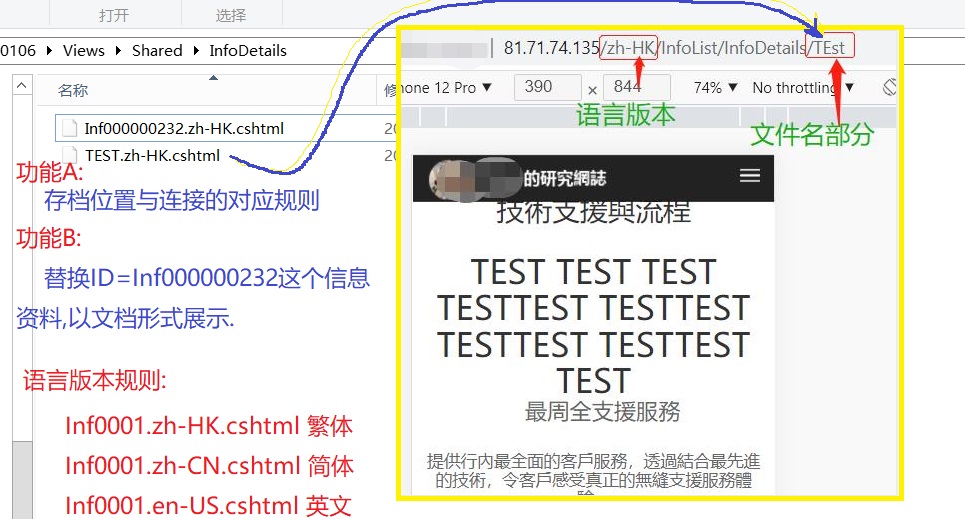 打开
选择
0106 › Views › Shared › InfoDetails
名称
修
Inf000000232.zh-HK.cshtml
20
TEST.zh-HK.cshtml
20
功能A:
存档位置与连接的对应规则
功能B:
替换ID=Inf000000232这个信息
资料,以文档形式展示.
语言版本规则:
Inf0001.zh-HK.cshtml 繁体
Inf0001.zh-CN.cshtml 简体
Inf0001.en-US.cshtml 英文
81.71.74.135/zh-HK/InfoList/InfoDetails/TEst
hone 12 Pro ▼ 390 × 844 74% ▼ No throttling ▼
语言版本
文件名部分
的研究網誌
技術支援與流程
TEST TEST TEST
TESTTEST TESTTEST
TESTTEST TESTTEST
TEST
最周全支援服務
提供行內最全面的客戶服務，透過結合最先進
的技術，令客戶感受真正的無縫支援服務體
驗